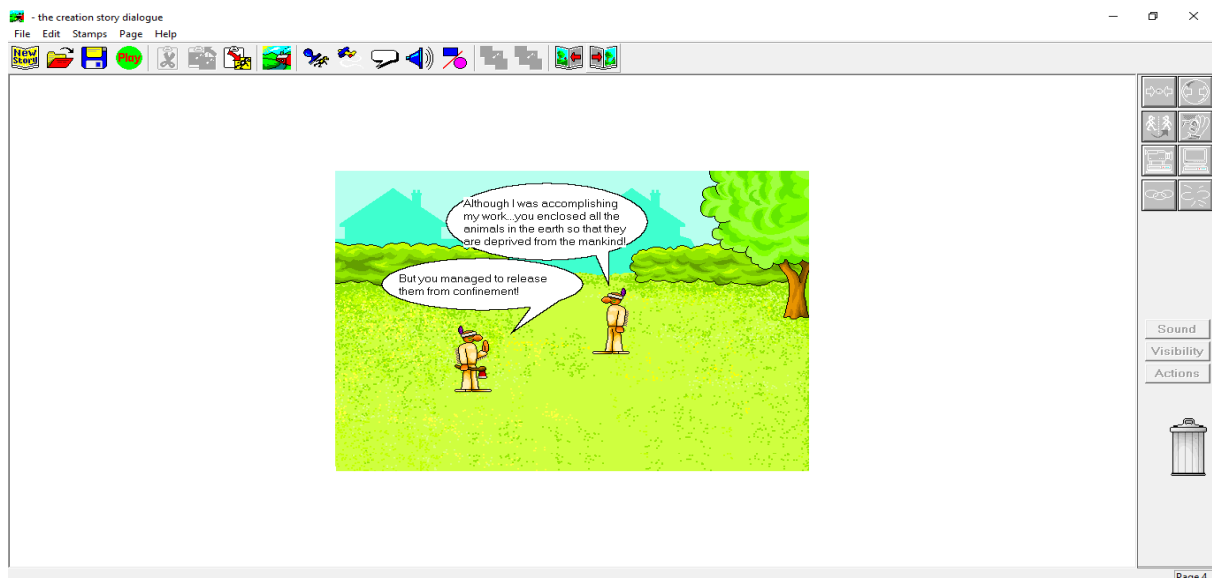 - the creation story dialogue
File Edit Stamps Page Help
New Story Play
Although I was accomplishing
my work...you enclosed all the
animals in the earth so that they
are deprived from the mankind!
But you managed to release
them from confinement!
Sound
Visibility
Actions
Page 4